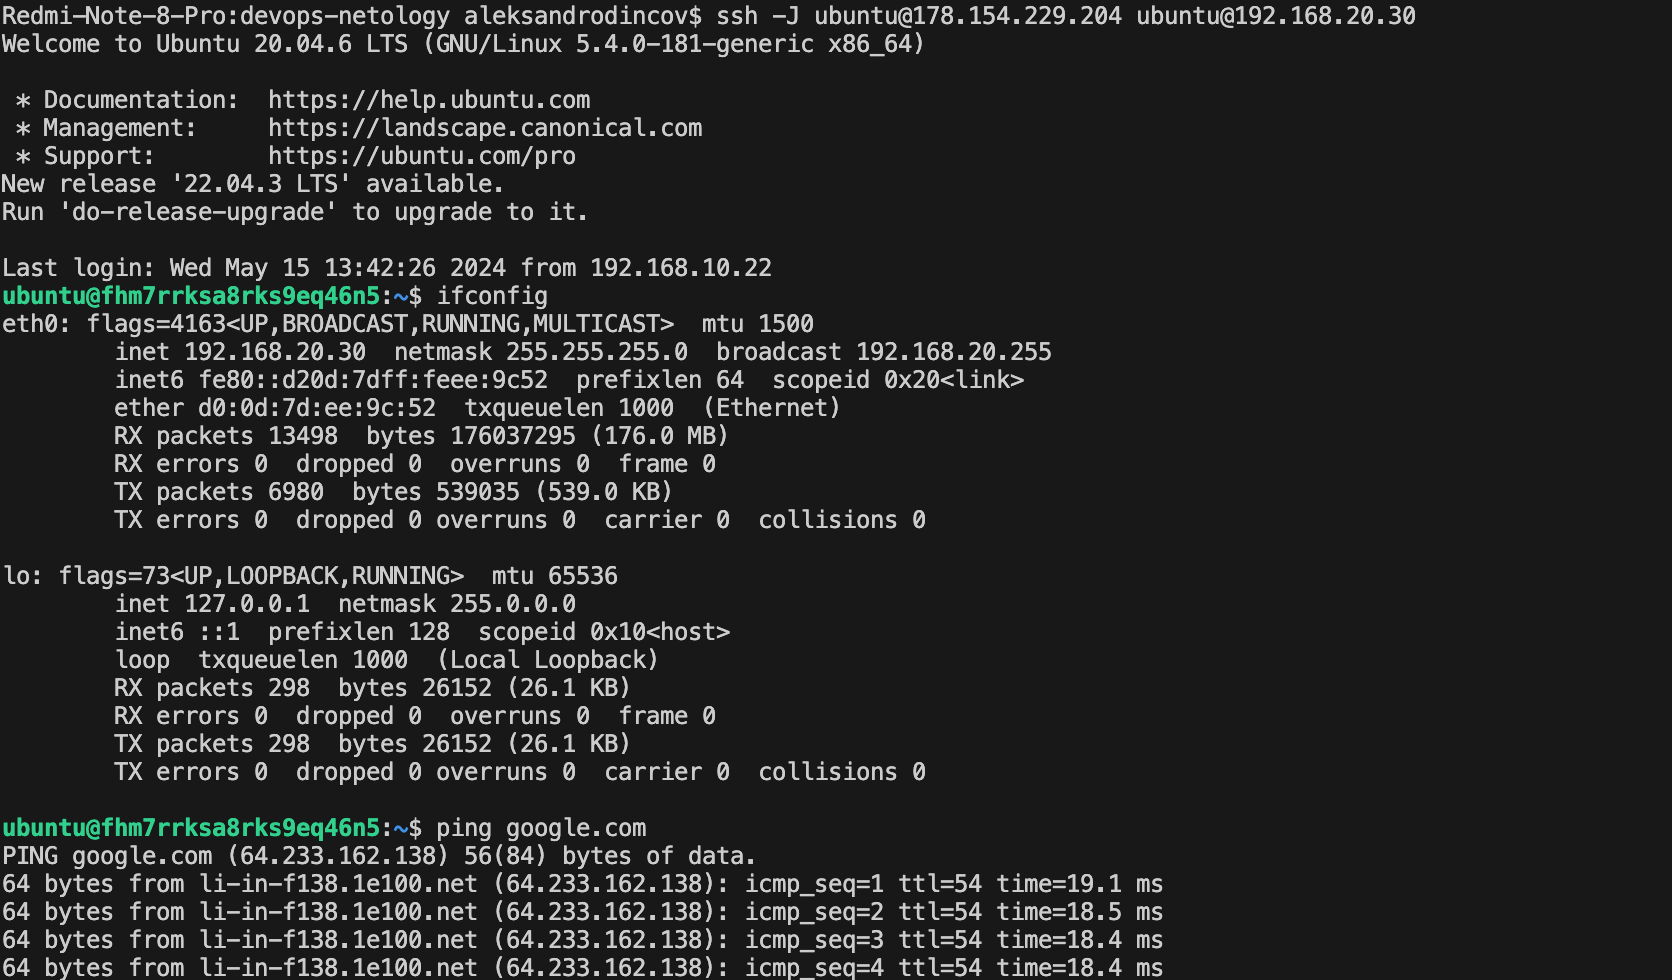 Redmi-Note-8-Pro:devops-netology aleksandrodincov$ ssh -J ubuntu@178.154.229.204 ubuntu@192.168.20.30
Welcome to Ubuntu 20.04.6 LTS (GNU/Linux 5.4.0-181-generic x86_64)

 * Documentation:  https://help.ubuntu.com
 * Management:     https://landscape.canonical.com
 * Support:        https://ubuntu.com/pro
New release '22.04.3 LTS' available.
Run 'do-release-upgrade' to upgrade to it.

Last login: Wed May 15 13:42:26 2024 from 192.168.10.22
ubuntu@fhm7rrksa8rks9eq46n5:~$ ifconfig
eth0: flags=4163<UP,BROADCAST,RUNNING,MULTICAST>  mtu 1500
        inet 192.168.20.30  netmask 255.255.255.0  broadcast 192.168.20.255
        inet6 fe80::d20d:7dff:feee:9c52  prefixlen 64  scopeid 0x20<link>
        ether d0:0d:7d:ee:9c:52  txqueuelen 1000  (Ethernet)
        RX packets 13498  bytes 176037295 (176.0 MB)
        RX errors 0  dropped 0  overruns 0  frame 0
        TX packets 6980  bytes 539035 (539.0 KB)
        TX errors 0  dropped 0 overruns 0  carrier 0  collisions 0

lo: flags=73<UP,LOOPBACK,RUNNING>  mtu 65536
        inet 127.0.0.1  netmask 255.0.0.0
        inet6 ::1  prefixlen 128  scopeid 0x10<host>
        loop  txqueuelen 1000  (Local Loopback)
        RX packets 298  bytes 26152 (26.1 KB)
        RX errors 0  dropped 0  overruns 0  frame 0
        TX packets 298  bytes 26152 (26.1 KB)
        TX errors 0  dropped 0 overruns 0  carrier 0  collisions 0

ubuntu@fhm7rrksa8rks9eq46n5:~$ ping google.com
PING google.com (64.233.162.138) 56(84) bytes of data.
64 bytes from li-in-f138.1e100.net (64.233.162.138): icmp_seq=1 ttl=54 time=19.1 ms
64 bytes from li-in-f138.1e100.net (64.233.162.138): icmp_seq=2 ttl=54 time=18.5 ms
64 bytes from li-in-f138.1e100.net (64.233.162.138): icmp_seq=3 ttl=54 time=18.4 ms
64 bytes from li-in-f138.1e100.net (64.233.162.138): icmp_seq=4 ttl=54 time=18.4 ms